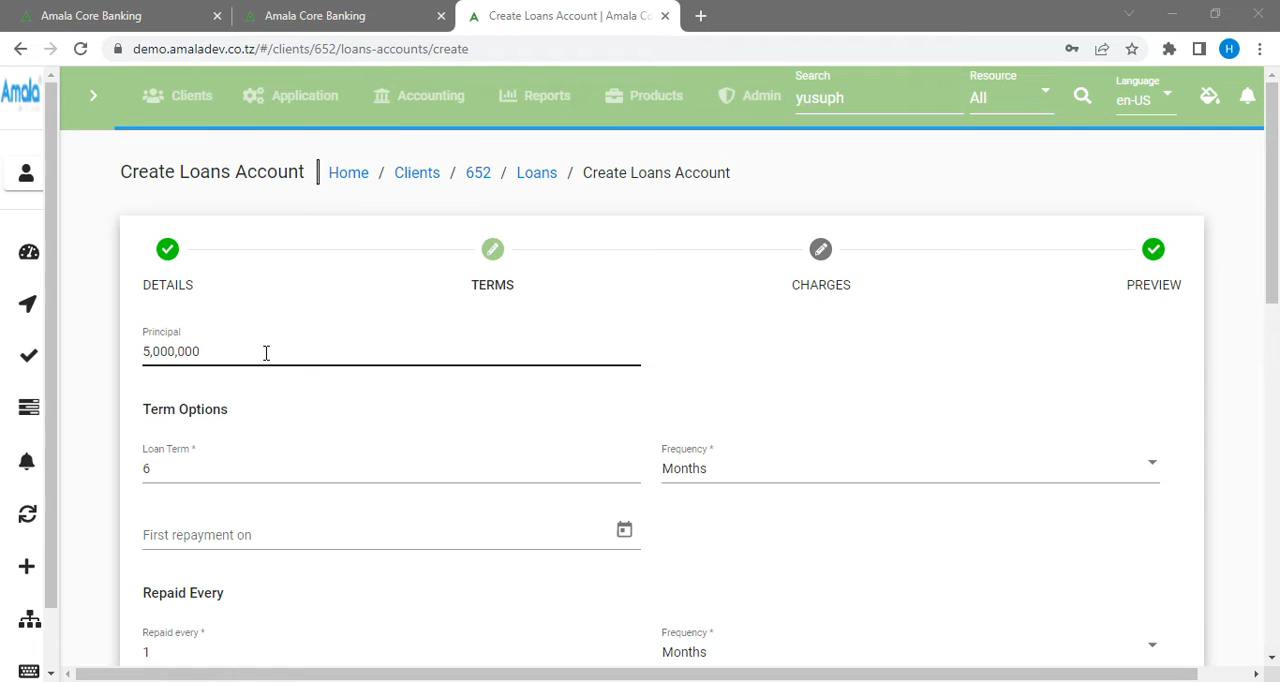 Amala Core Banking
Amala Core Banking
Create Loans Account | Amala Co
demo.amaladev.co.tz/#/clients/652/loans-accounts/create
H
Amala
Clients
Application
Accounting
Reports
Products
Admin
Search
yusuph
Resource
All
Language
en-US
Create Loans Account
Home / Clients / 652 / Loans / Create Loans Account
DETAILS
TERMS
CHARGES
PREVIEW
Principal
5,000,000
Term Options
Loan Term *
6
Frequency *
Months
First repayment on
Repaid Every
Repaid every *
1
Frequency *
Months